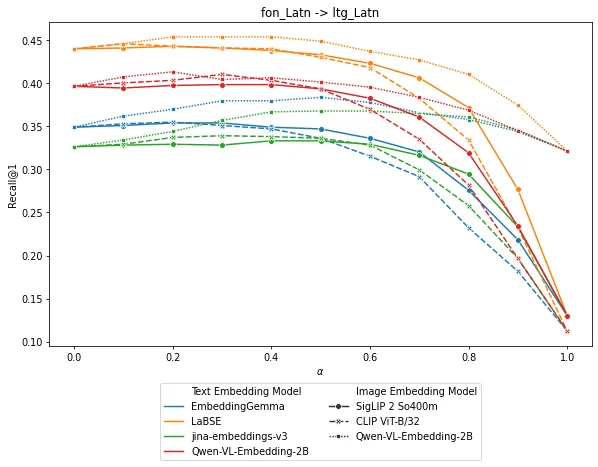 fon_Latn -> ltg_Latn
0.45
0.40
0.35
0.30
0.25
0.20
0.15
0.10
Recall@1
0.0 0.2 0.4 0.6 0.8 1.0
α
Text Embedding Model Image Embedding Model
EmbeddingGemma SigLIP 2 So400m
LaBSE CLIP ViT-B/32
jina-embeddings-v3 Qwen-VL-Embedding-2B
Qwen-VL-Embedding-2B